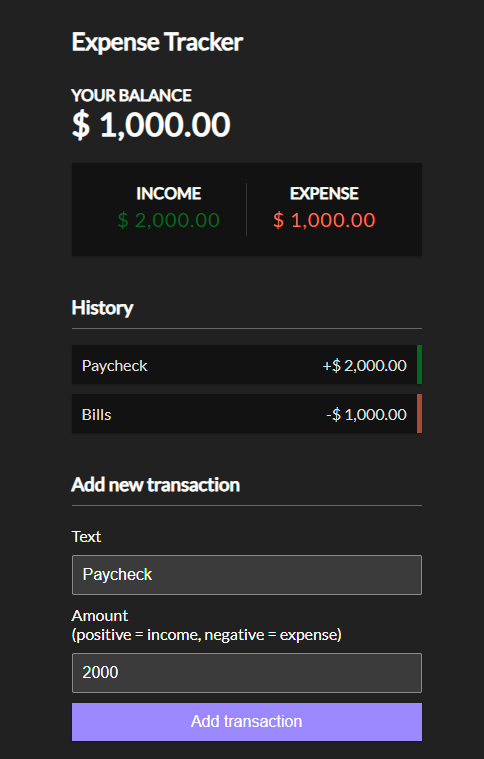 Expense Tracker
YOUR BALANCE
$ 1,000.00
INCOME EXPENSE
$ 2,000.00 $ 1,000.00
History
Paycheck +$ 2,000.00
Bills -$ 1,000.00
Add new transaction
Text
Paycheck
Amount
(positive = income, negative = expense)
2000
Add transaction